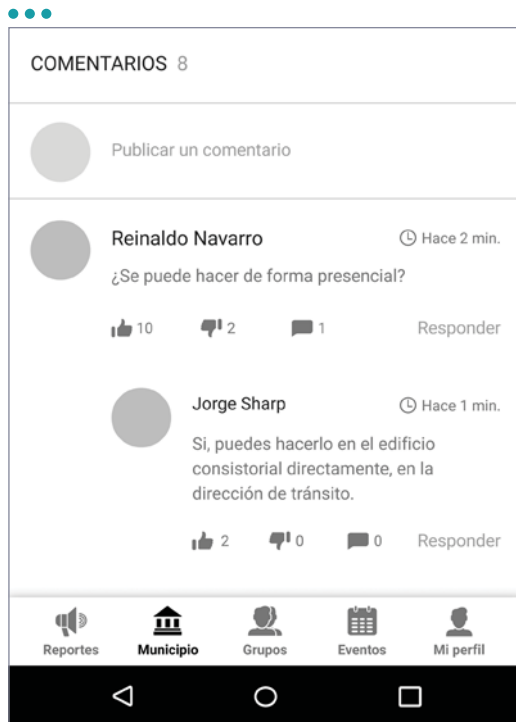 COMENTARIOS 8
Publicar un comentario
Reinaldo Navarro Hace 2 min.
¿Se puede hacer de forma presencial?
10 2 1 Responder
Jorge Sharp Hace 1 min.
Si, puedes hacerlo en el edificio
consistorial directamente, en la
dirección de tránsito.
2 0 0 Responder
Reportes Municipio Grupos Eventos Mi perfil